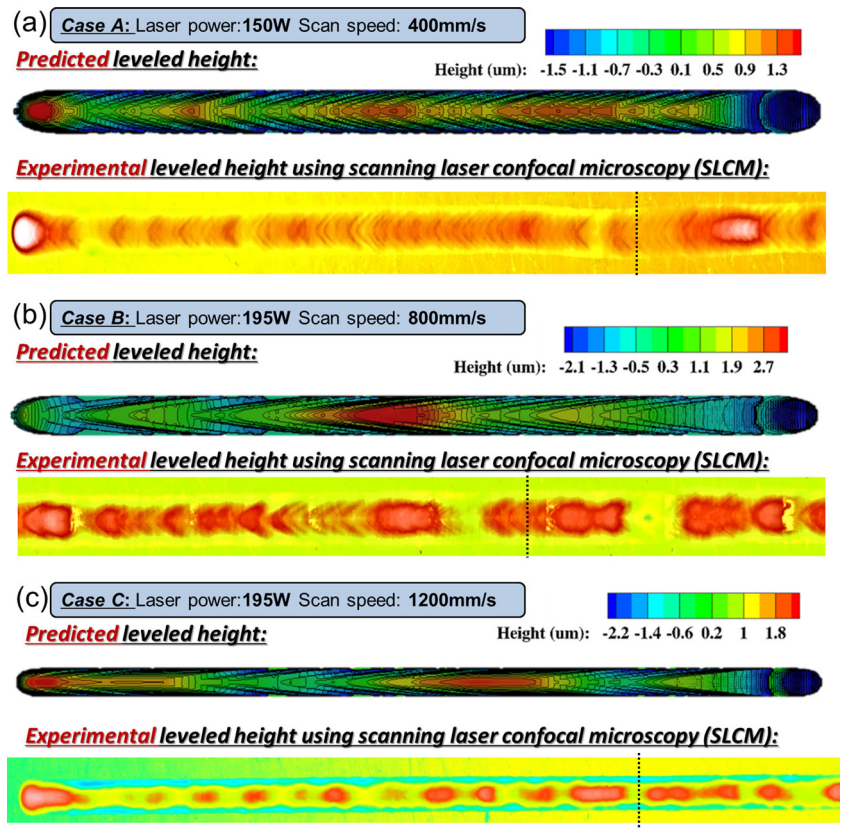 (a) Case A: Laser power:150W Scan speed: 400mm/s
Predicted leveled height:
Height (um): -1.5 -1.1 -0.7 -0.3 0.1 0.5 0.9 1.3
Experimental leveled height using scanning laser confocal microscopy (SLCM):
(b) Case B: Laser power:195W Scan speed: 800mm/s
Predicted leveled height:
Height (um): -2.1 -1.3 -0.5 0.3 1.1 1.9 2.7
Experimental leveled height using scanning laser confocal microscopy (SLCM):
(c) Case C: Laser power:195W Scan speed: 1200mm/s
Predicted leveled height:
Height (um): -2.2 -1.4 -0.6 0.2 1 1.8
Experimental leveled height using scanning laser confocal microscopy (SLCM):